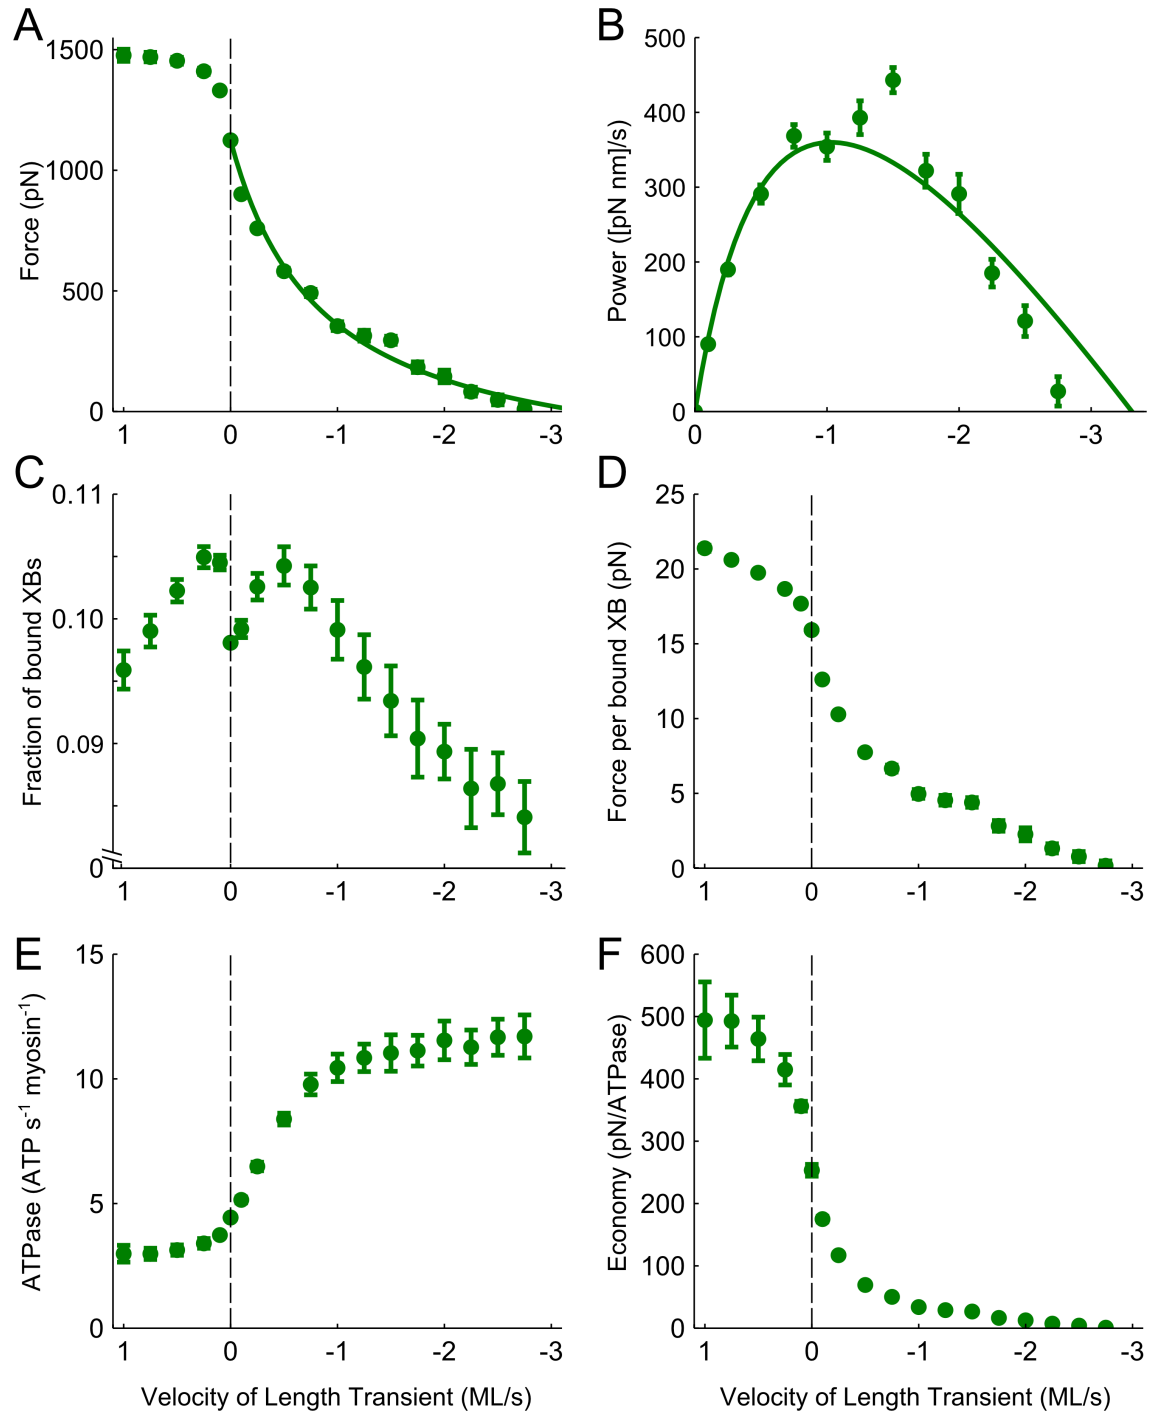 A
Force (pN)
1500
1000
500
0
1 0 -1 -2 -3
B
Power ([pN nm]/s)
500
400
300
200
100
0
0 -1 -2 -3
C
Fraction of bound XBs
0.11
0.10
0.09
0
1 0 -1 -2 -3
D
Force per bound XB (pN)
25
20
15
10
5
0
1 0 -1 -2 -3
E
ATPase (ATP s⁻¹ myosin⁻¹)
15
10
5
0
1 0 -1 -2 -3
Velocity of Length Transient (ML/s)
F
Economy (pN/ATPase)
600
500
400
300
200
100
0
1 0 -1 -2 -3
Velocity of Length Transient (ML/s)